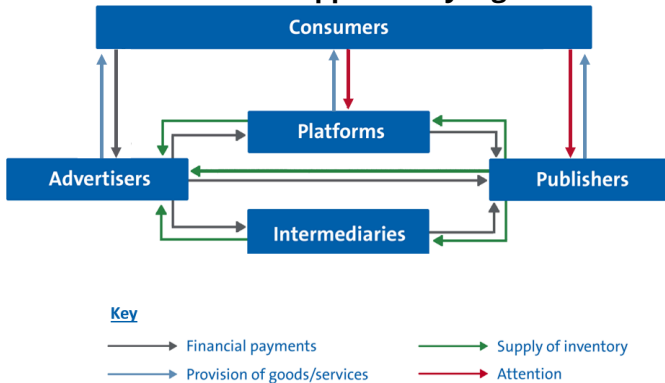 Consumers
Platforms
Advertisers
Publishers
Intermediaries
Key
Financial payments
Supply of inventory
Provision of goods/services
Attention